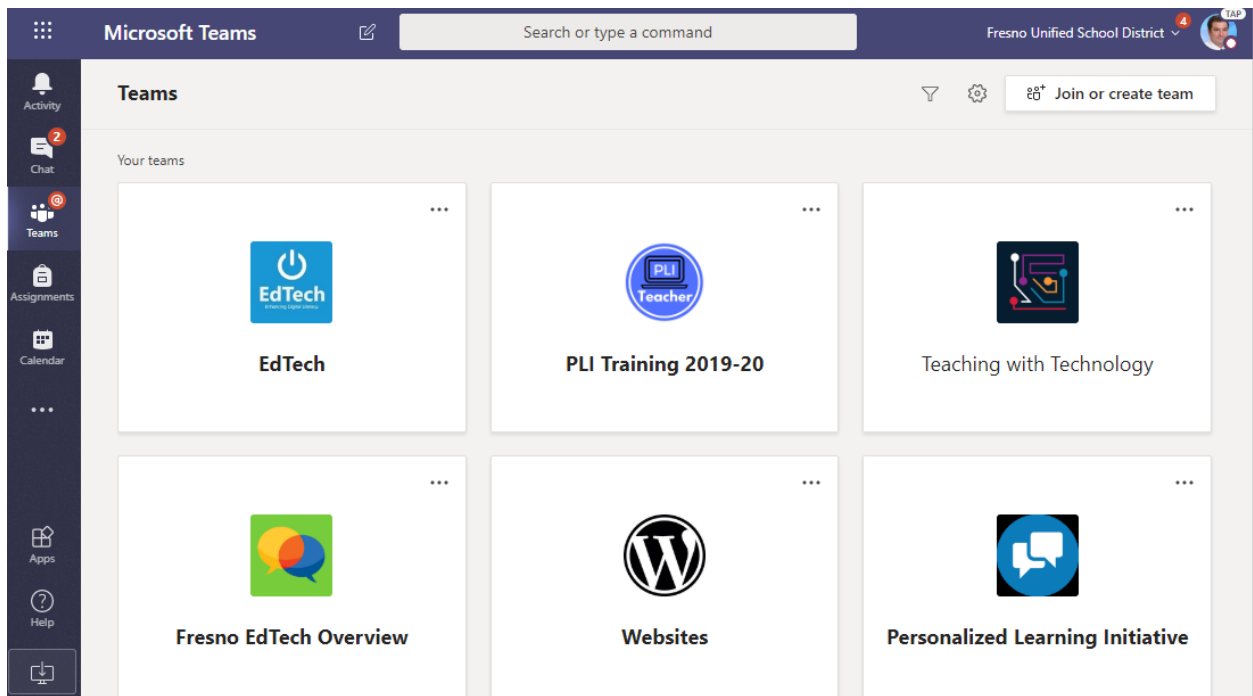 Microsoft Teams
Search or type a command
Fresno Unified School District
4
TAP
Activity
2
Chat
@
Teams
Assignments
Calendar
Apps
?
Help
Teams
Join or create team
Your teams
EdTech
EdTech
PLI
Teacher
PLI Training 2019-20
Teaching with Technology
Fresno EdTech Overview
W
Websites
Personalized Learning Initiative